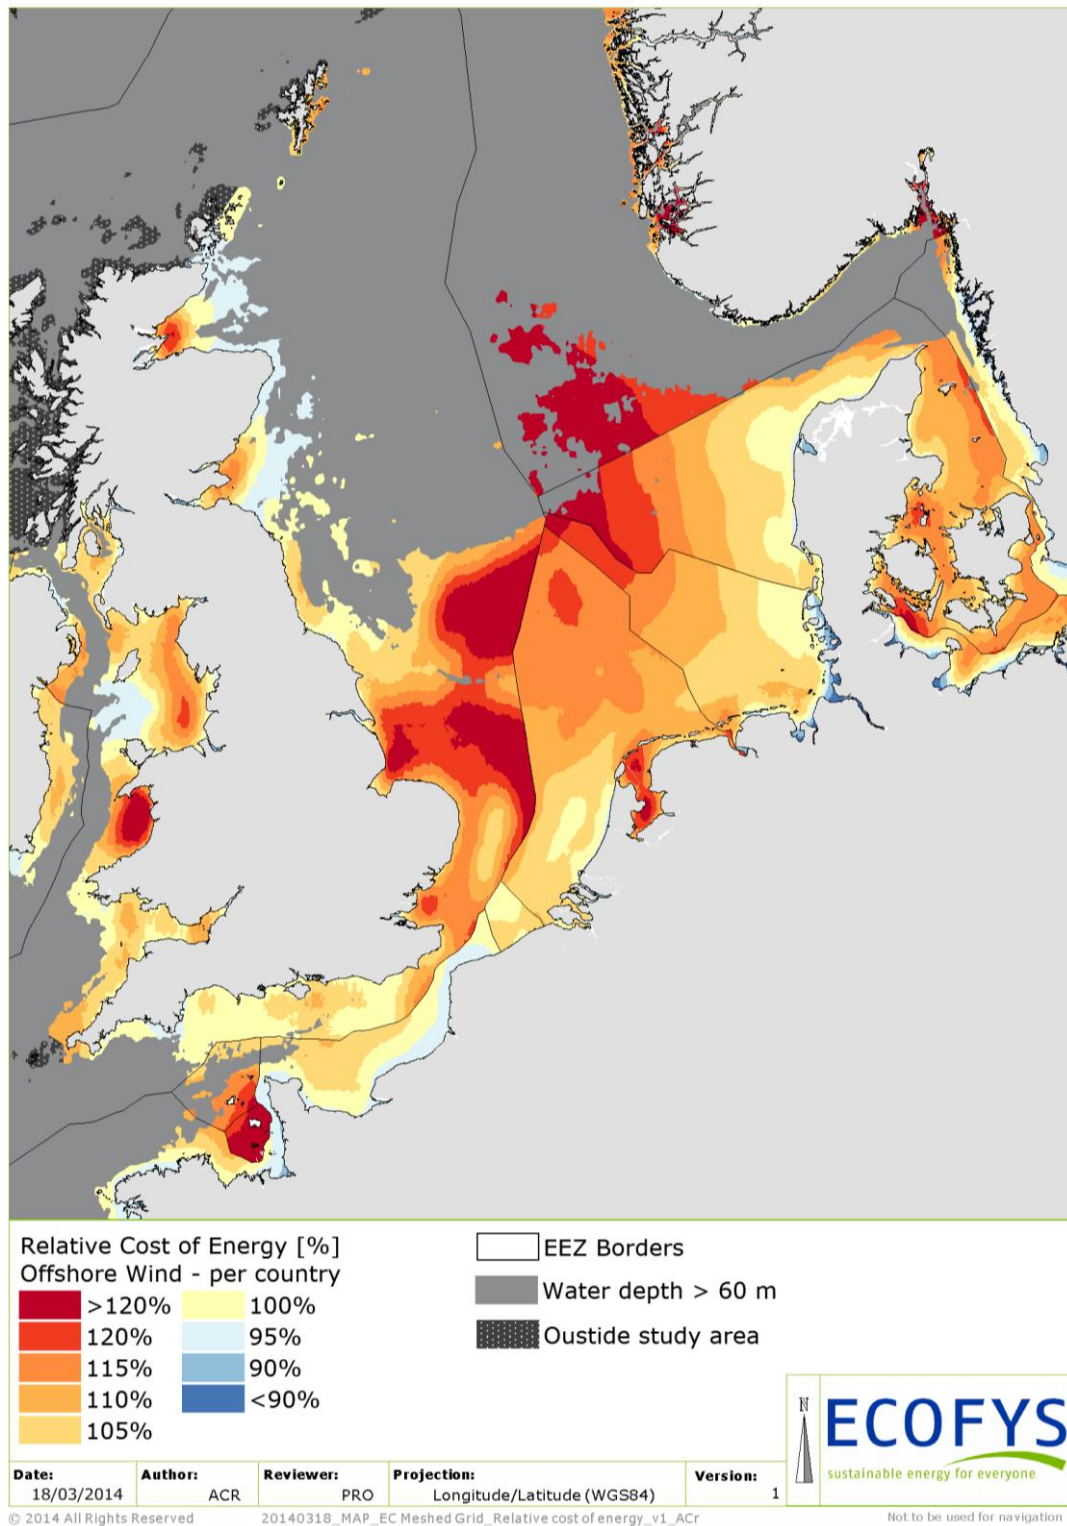 Relative Cost of Energy [%]
Offshore Wind - per country
>120%
120%
115%
110%
105%
100%
95%
90%
<90%
EEZ Borders
Water depth > 60 m
Oustide study area
N
ECOFYS
sustainable energy for everyone
Date:
18/03/2014
Author:
ACR
Reviewer:
PRO
Projection:
Longitude/Latitude (WGS84)
Version:
1
© 2014 All Rights Reserved
20140318_MAP_EC Meshed Grid_Relative cost of energy_v1_ACr
Not to be used for navigation